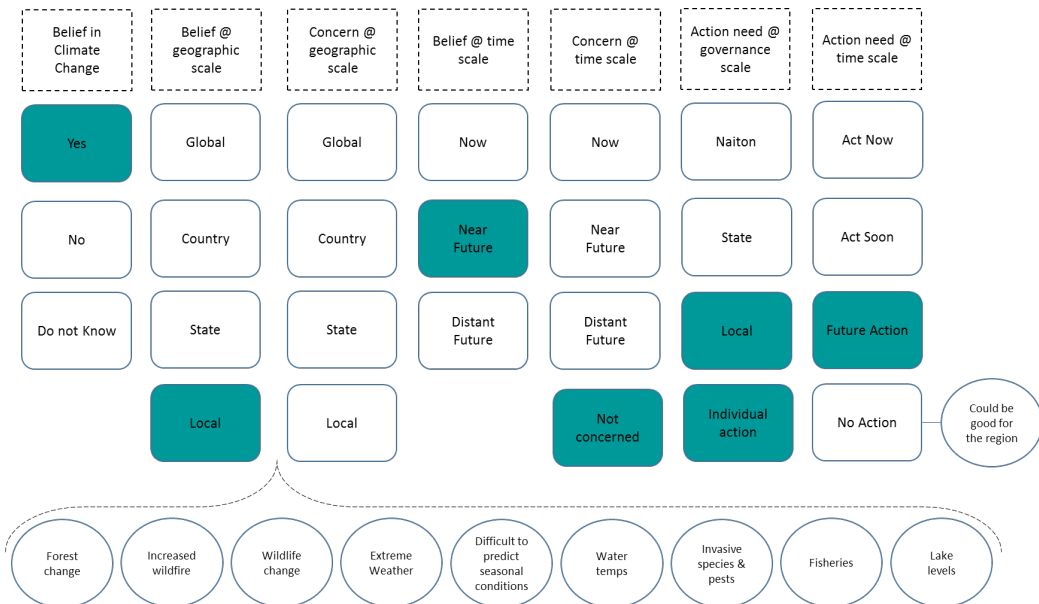 Belief in
Climate
Change
Belief @
geographic
scale
Concern @
geographic
scale
Belief @ time
scale
Concern @
time scale
Action need @
governance
scale
Action need @
time scale
Yes
Global
Global
Now
Now
Naiton
Act Now
No
Country
Country
Near
Future
Near
Future
State
Act Soon
Do not Know
State
State
Distant
Future
Distant
Future
Local
Future Action
Local
Local
Not
concerned
Individual
action
No Action
Could be
good for
the region
Forest
change
Increased
wildfire
Wildlife
change
Extreme
Weather
Difficult to
predict
seasonal
conditions
Water
temps
Invasive
species &
pests
Fisheries
Lake
levels